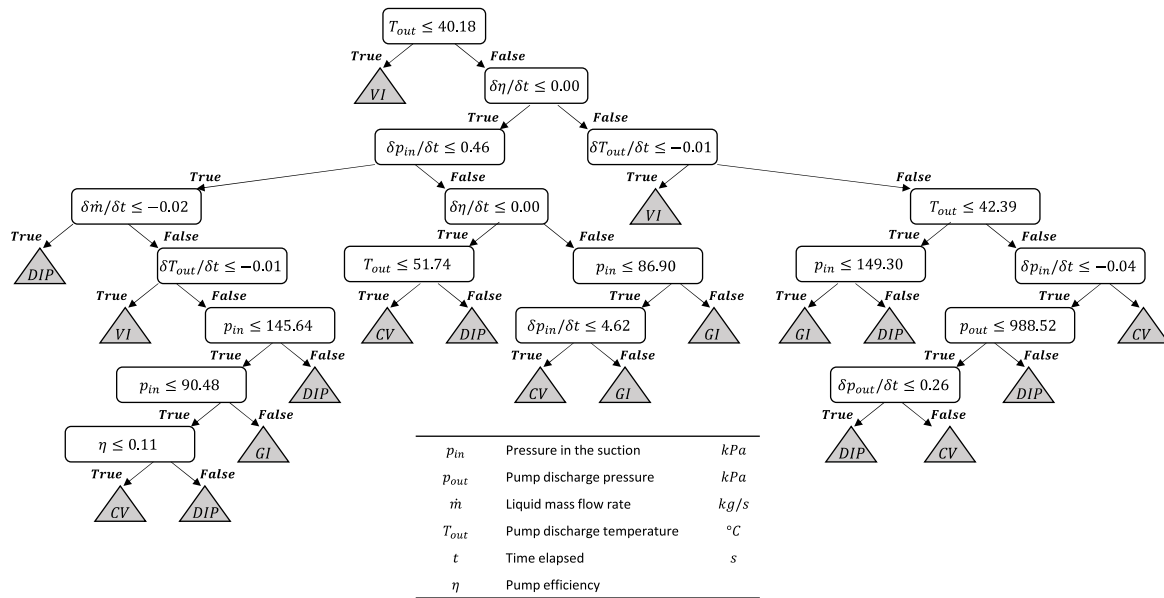 T_out ≤ 40.18
True False
VI δη/δt ≤ 0.00
True False
δp_in/δt ≤ 0.46 δT_out/δt ≤ −0.01
True False True False
δṁ/δt ≤ −0.02 δη/δt ≤ 0.00 VI T_out ≤ 42.39
True False True False True False
DIP δT_out/δt ≤ −0.01 T_out ≤ 51.74 p_in ≤ 86.90 p_in ≤ 149.30 δp_in/δt ≤ −0.04
True False True False True False True False True False
VI p_in ≤ 145.64 CV DIP δp_in/δt ≤ 4.62 GI GI DIP p_out ≤ 988.52 CV
True False True False True False
p_in ≤ 90.48 DIP CV GI δp_out/δt ≤ 0.26 DIP
True False True False
η ≤ 0.11 GI DIP CV
True False
CV DIP
p_in Pressure in the suction kPa
p_out Pump discharge pressure kPa
ṁ Liquid mass flow rate kg/s
T_out Pump discharge temperature °C
t Time elapsed s
η Pump efficiency